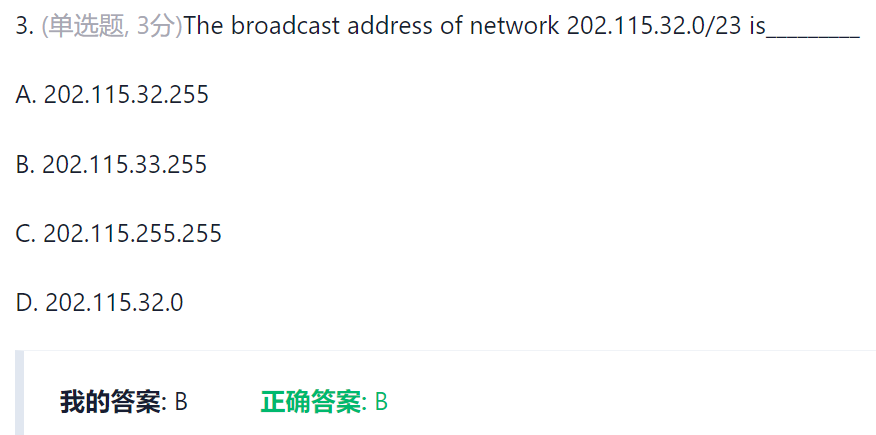 3. (单选题, 3分)The broadcast address of network 202.115.32.0/23 is_________
A. 202.115.32.255
B. 202.115.33.255
C. 202.115.255.255
D. 202.115.32.0
我的答案: B 正确答案: B